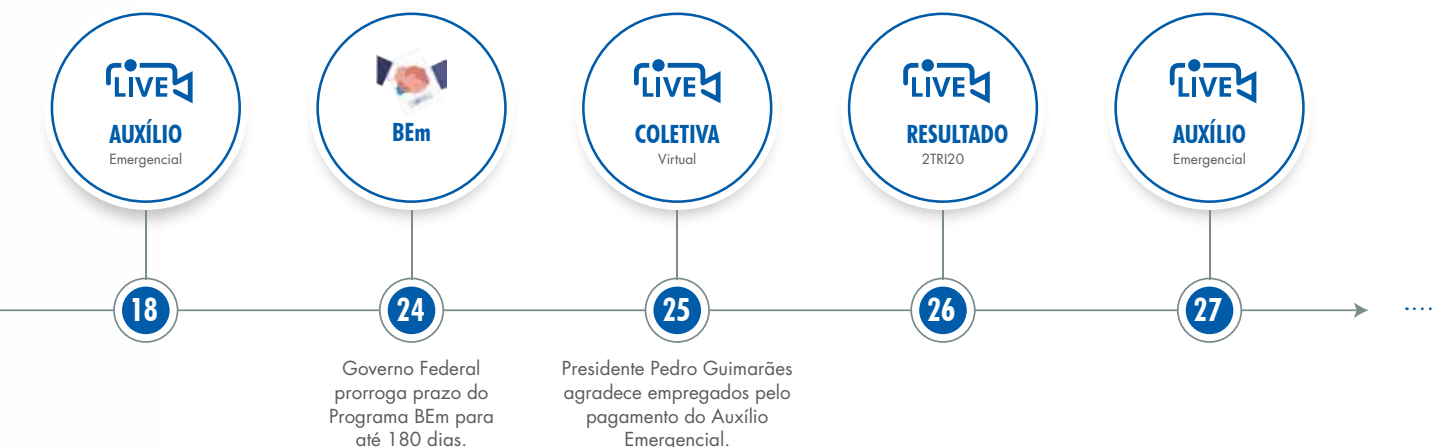 LIVE
AUXÍLIO
Emergencial
BEm
LIVE
COLETIVA
Virtual
LIVE
RESULTADO
2TRI20
LIVE
AUXÍLIO
Emergencial
18
24
25
26
27
....
Governo Federal
prorroga prazo do
Programa BEm para
até 180 dias.
Presidente Pedro Guimarães
agradece empregados pelo
pagamento do Auxílio
Emergencial.